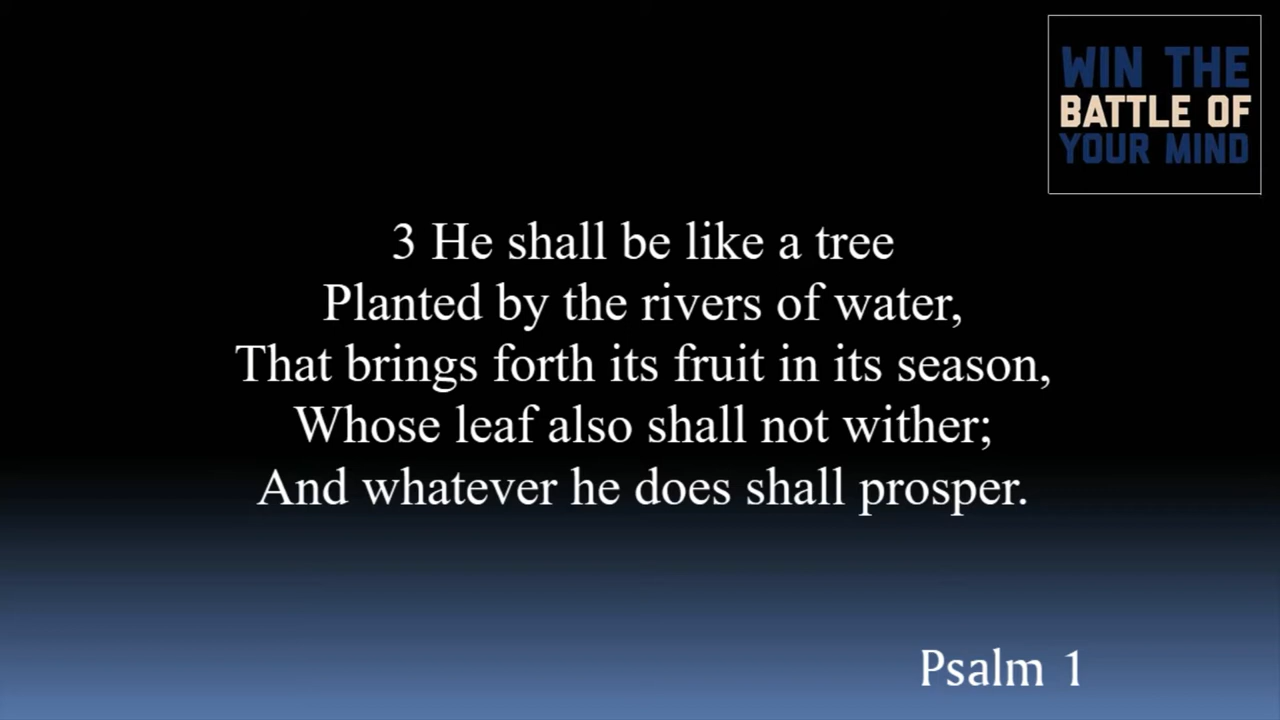 WIN THE
BATTLE OF
YOUR MIND
3 He shall be like a tree
Planted by the rivers of water,
That brings forth its fruit in its season,
Whose leaf also shall not wither;
And whatever he does shall prosper.
Psalm 1